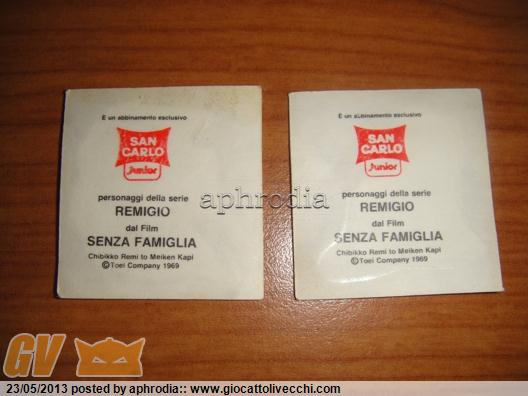 E un abbinamento esclusivo
SAN
CARLO
Junior
personaggi della serie
REMIGIO
dal Film
SENZA FAMIGLIA
Chibikko Remi to Meiken Kapi
©Toei Company 1969
E un abbinamento esclusivo
SAN
CARLO
Junior
personaggi della serie
REMIGIO
dal Film
SENZA FAMIGLIA
Chibikko Remi to Meiken Kapi
©Toei Company 1969
aphrodia
GV
23/05/2013 posted by aphrodia:: www.giocattolivecchi.com